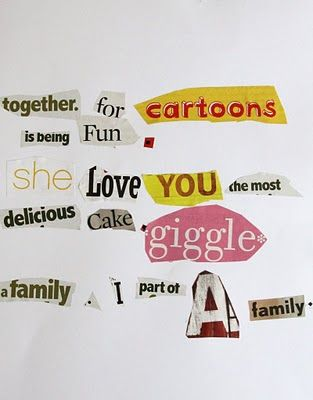 together. for cartoons
is being Fun.
she Love YOU the most
delicious Cake. giggle*
a family. I part of A family.